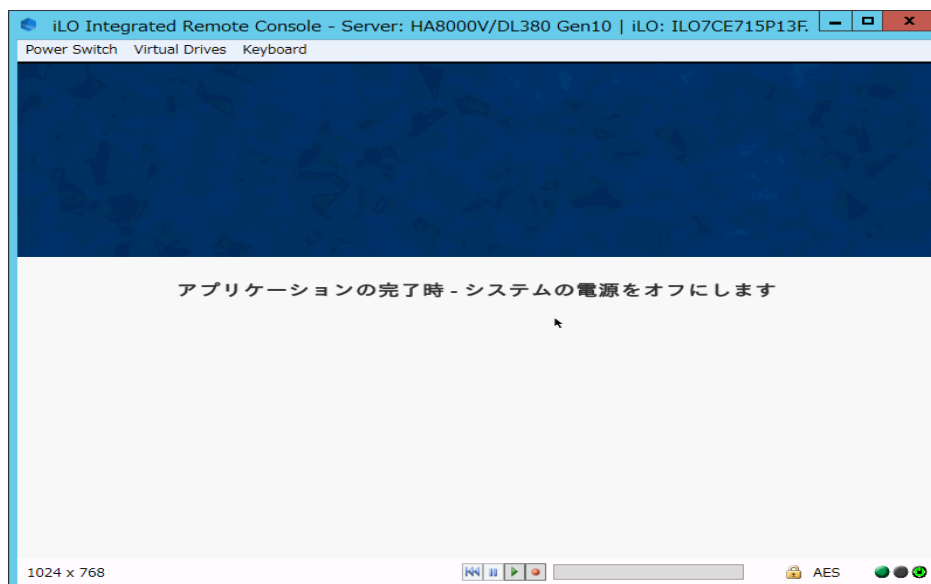 iLO Integrated Remote Console - Server: HA8000V/DL380 Gen10 | iLO: ILO7CE715P13F.
Power Switch Virtual Drives Keyboard
アプリケーションの完了時 - システムの電源をオフにします
1024 x 768 AES